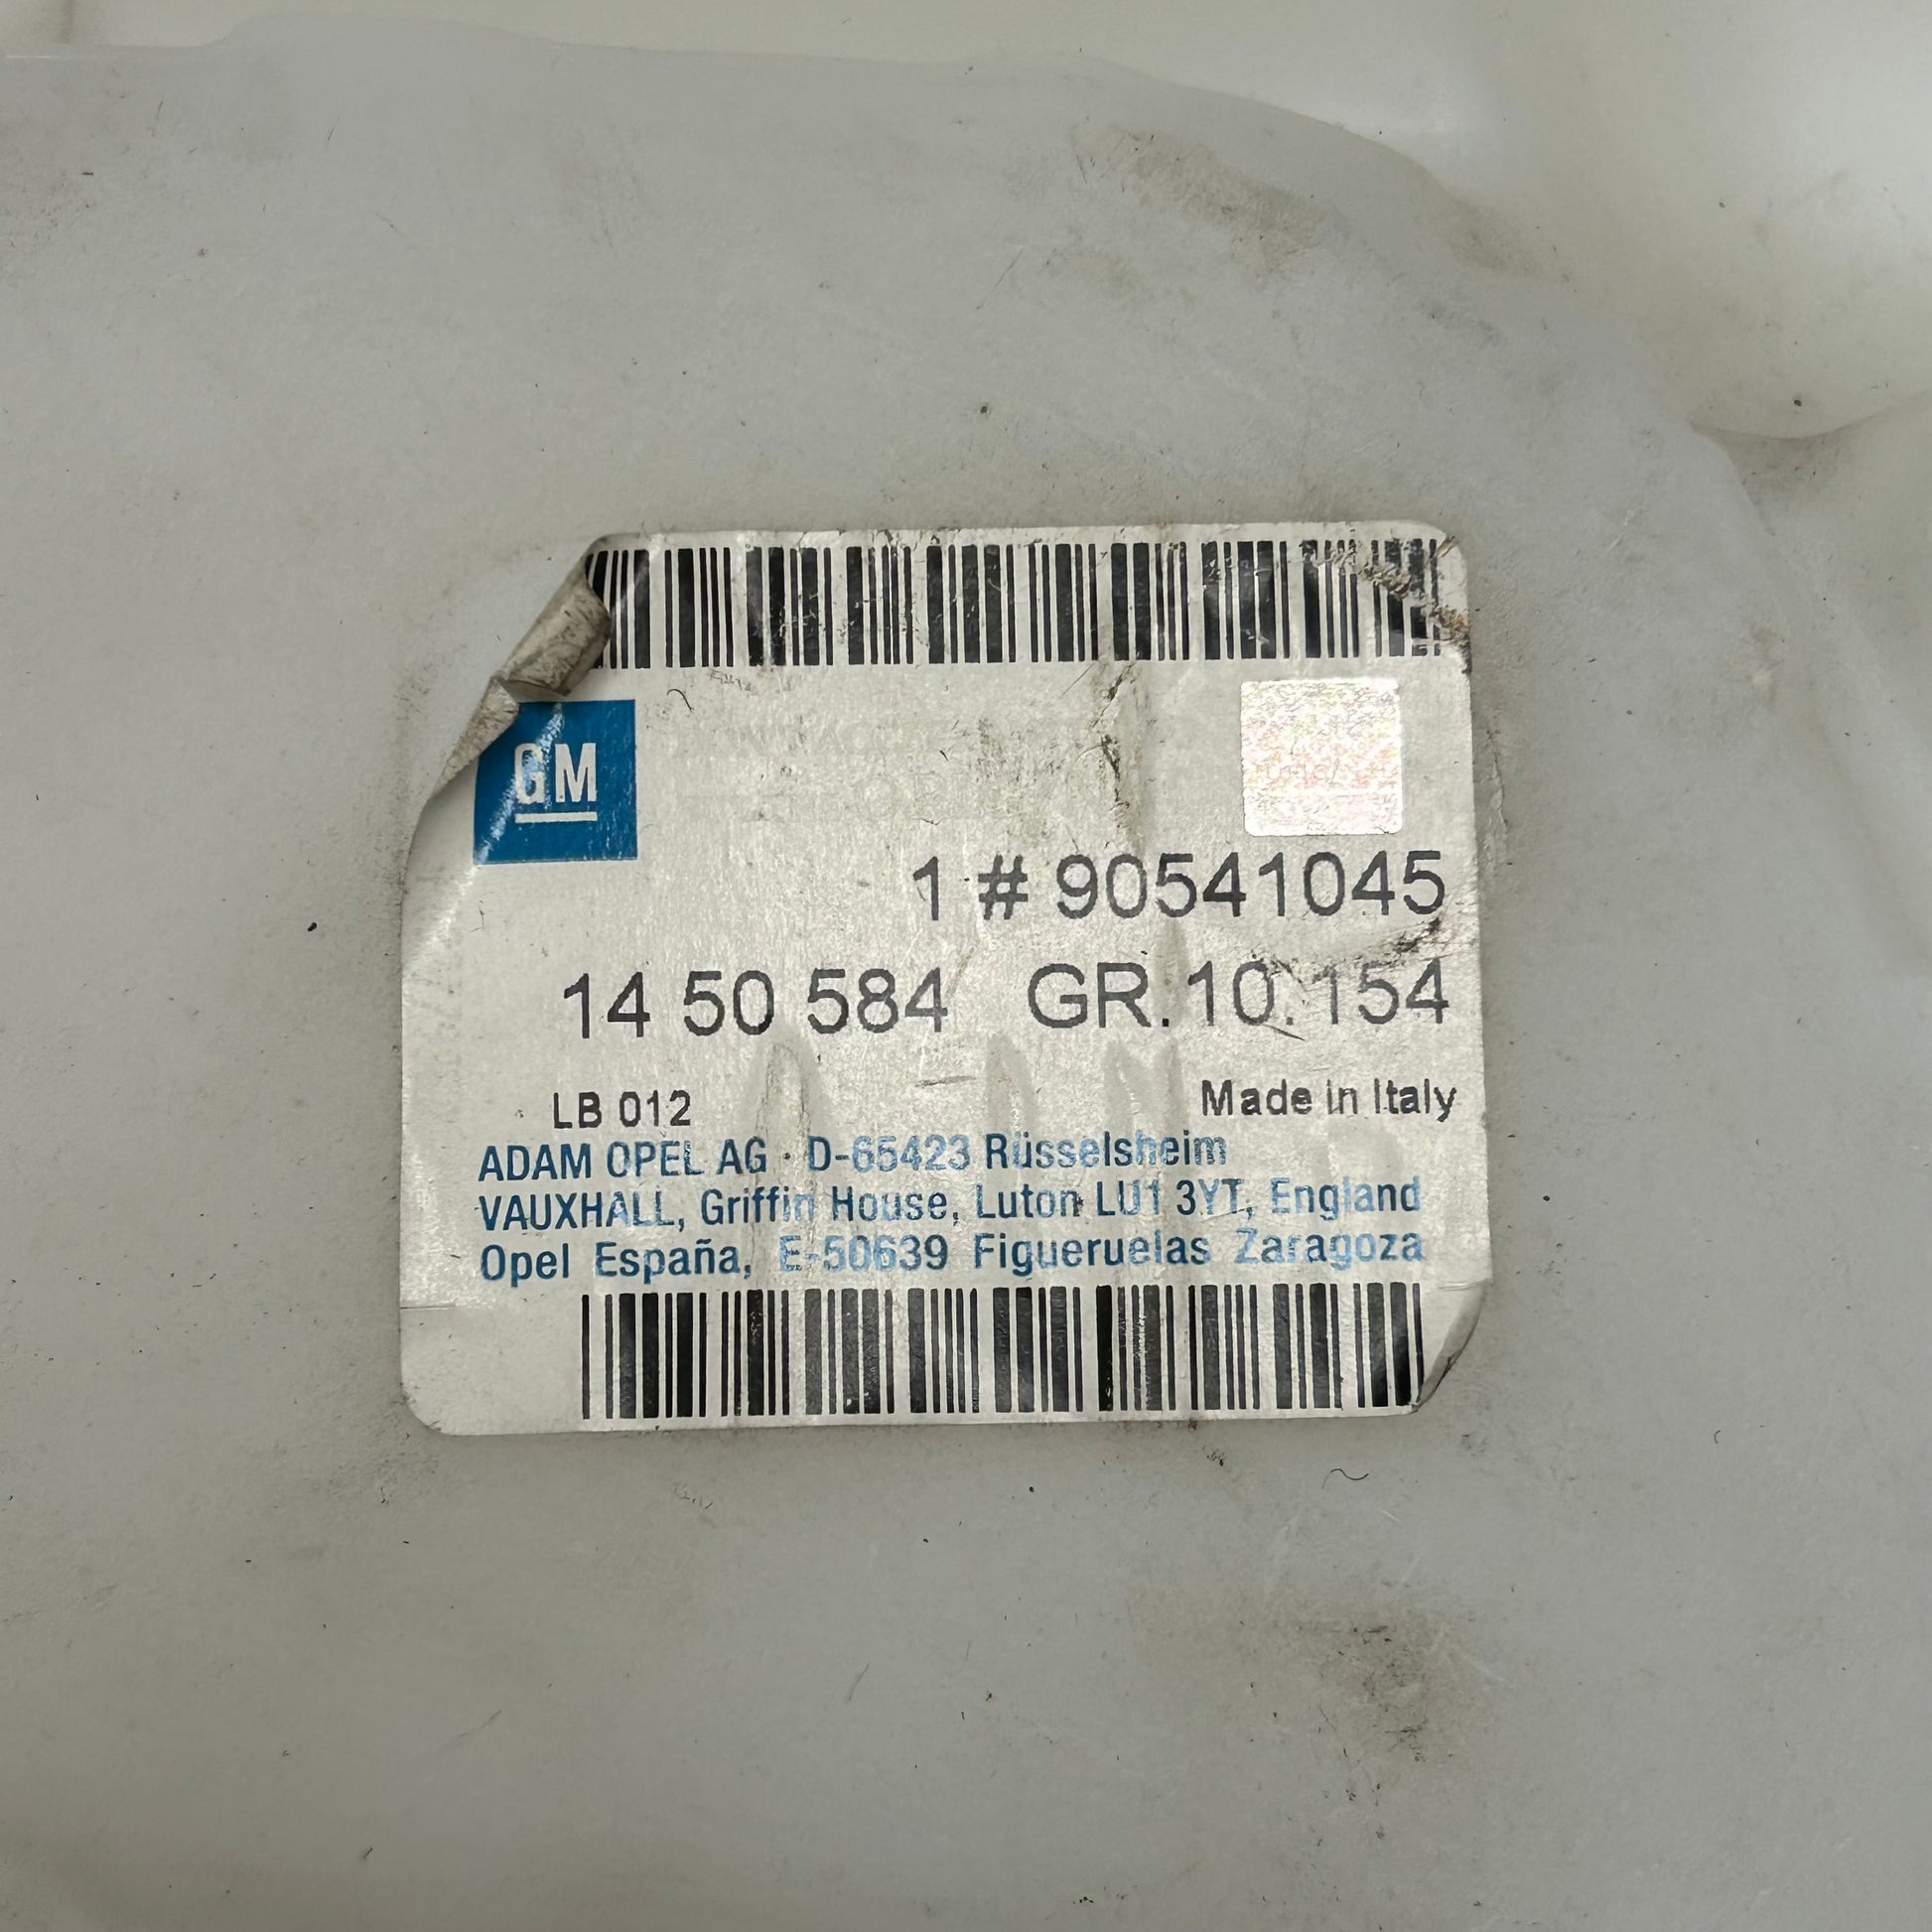 GM
1 # 90541045
14 50 584 GR. 10. 154
LB 012 Made in Italy
ADAM OPEL AG · D-65423 Rüsselsheim
VAUXHALL, Griffin House, Luton LU1 3YT, England
Opel España, E-50639 Figueruelas Zaragoza